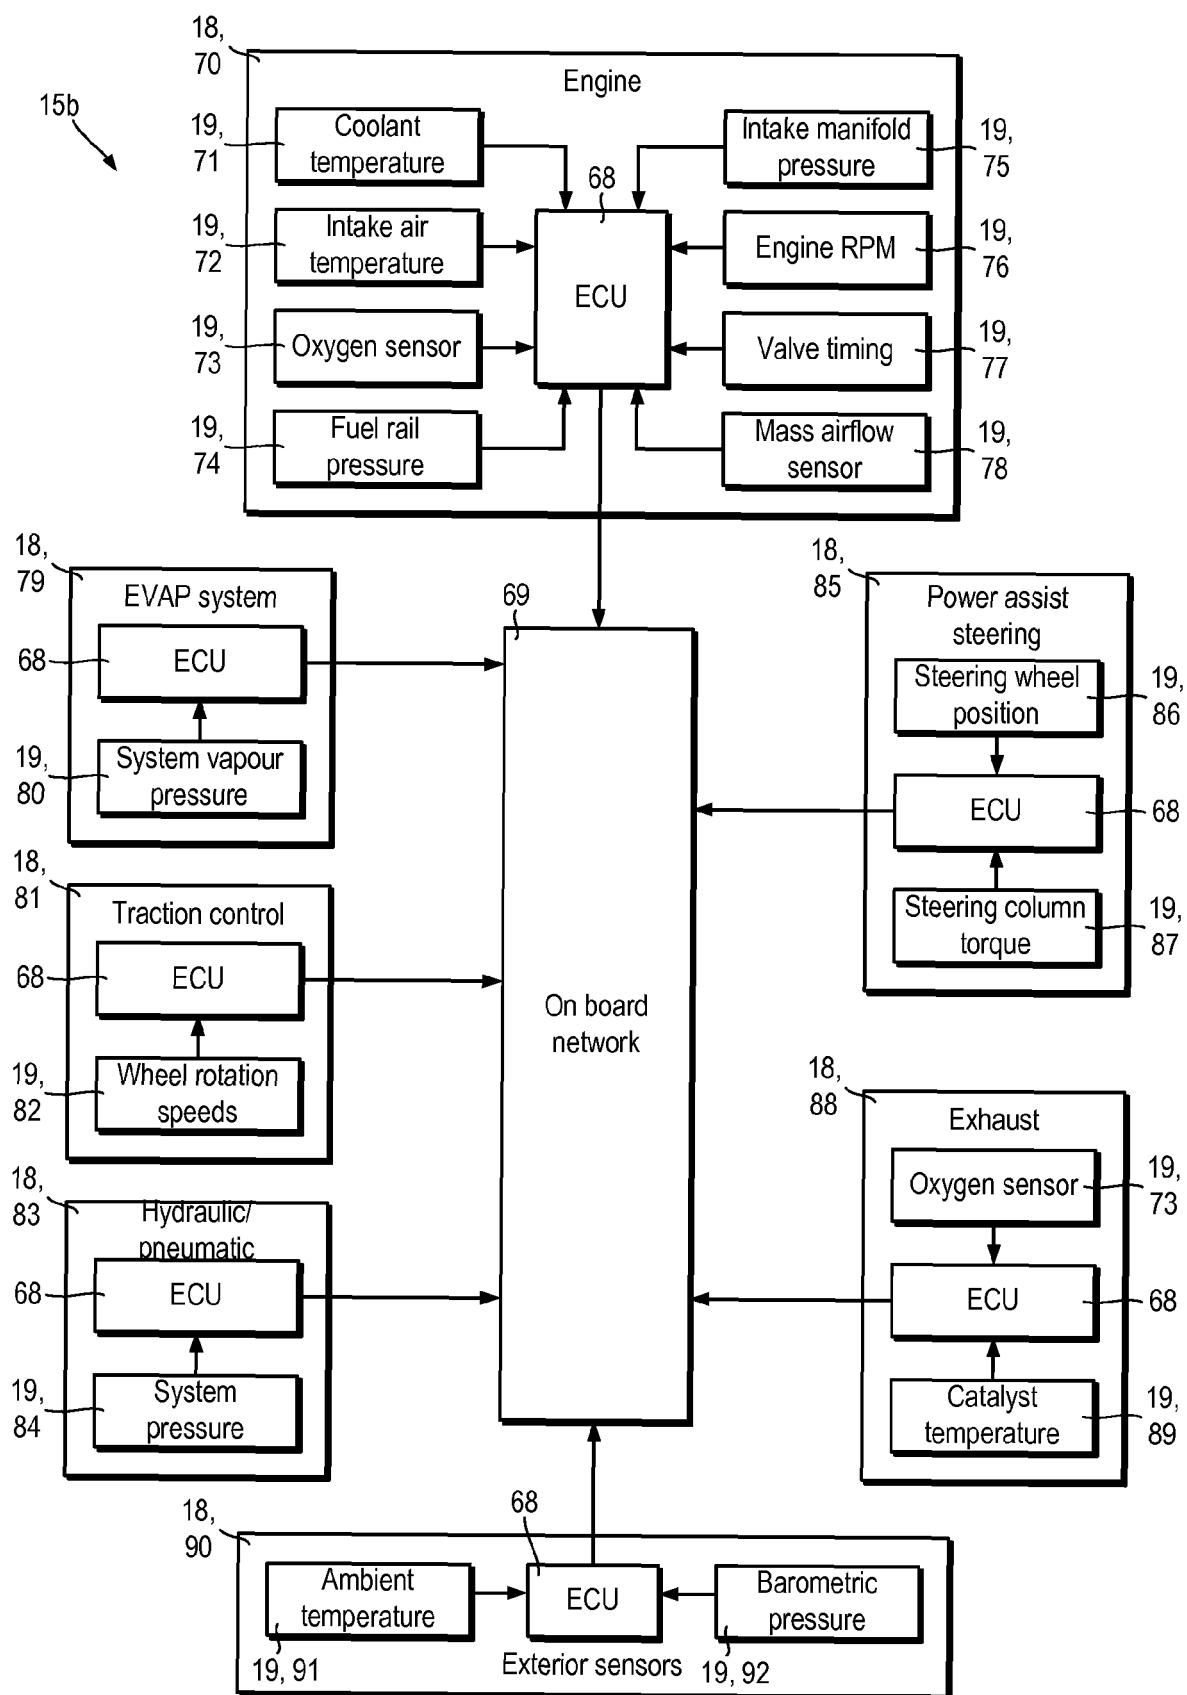 18,
70
Engine
15b
19,
71
Coolant
temperature
Intake manifold
pressure
19,
75
68
19,
72
Intake air
temperature
ECU
Engine RPM
19,
76
19,
73
Oxygen sensor
Valve timing
19,
77
19,
74
Fuel rail
pressure
Mass airflow
sensor
19,
78
18,
79
EVAP system
68
ECU
19,
80
System vapour
pressure
69
18,
85
Power assist
steering
Steering wheel
position
19,
86
ECU
68
Steering column
torque
19,
87
18,
81
Traction control
68
ECU
19,
82
Wheel rotation
speeds
On board
network
18,
88
Exhaust
Oxygen sensor
19,
73
ECU
68
Catalyst
temperature
19,
89
18,
83
Hydraulic/
pneumatic
68
ECU
19,
84
System
pressure
18,
90
68
Ambient
temperature
ECU
Barometric
pressure
19, 91
Exterior sensors
19, 92